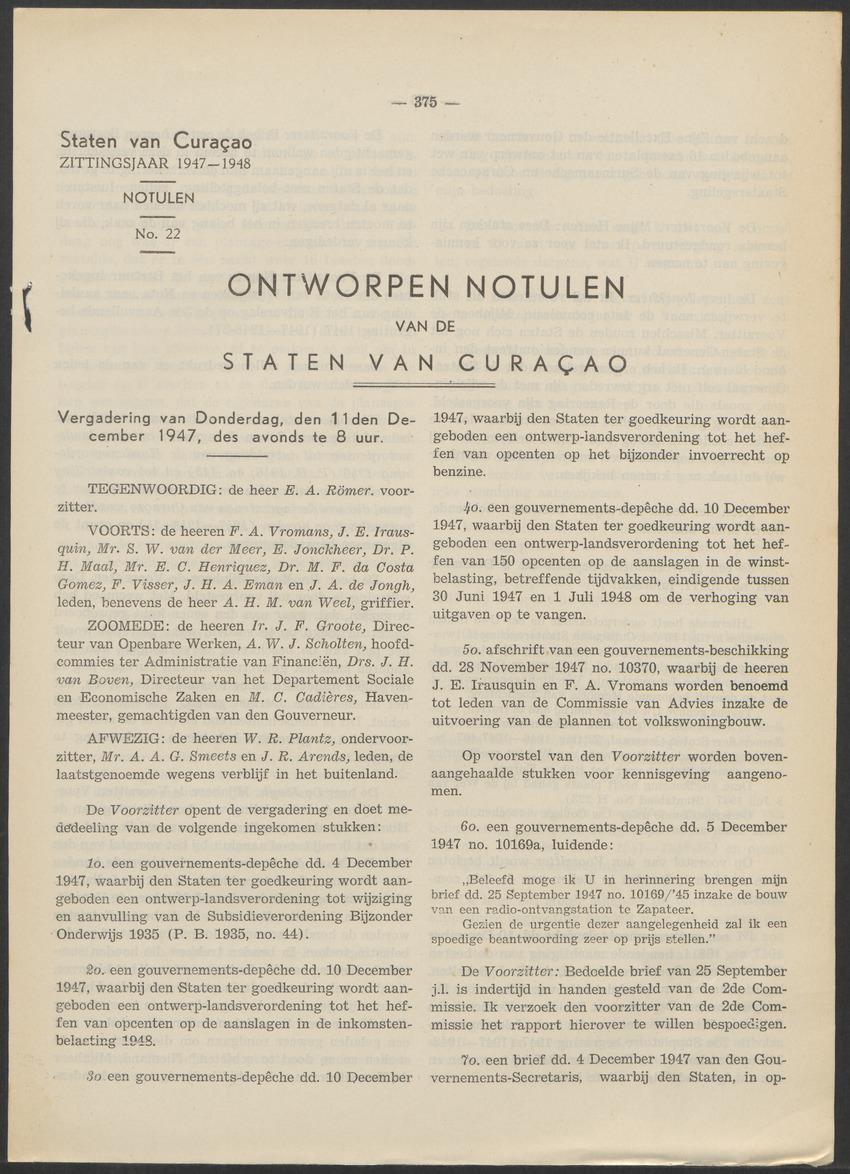 — 375 —
Staten van Curaçao
ZITTINGSJAAR 1947—1948
NOTULEN
No. 22
ONTWORPEN NOTULEN
VAN DE
STATEN VAN CURAÇAO
Vergadering van Donderdag, den 11den De-
cember 1947, des avonds te 8 uur.
TEGENWOORDIG: de heer E. A. Römer. voor-
zitter.
VOORTS: de heeren F. A. Vromans, J. E. Iraus-
quin, Mr. S. W. van der Meer, E. Jonckheer, Dr. P.
H. Maal, Mr. E. C. Henriquez, Dr. M. F. da Costa
Gomez, F. Visser, J. H. A. Eman en J. A. de Jongh,
leden, benevens de heer A. H. M. van Weel, griffier.
ZOOMEDE: de heeren Ir. J. F. Groote, Direc-
teur van Openbare Werken, A. W. J. Scholten, hoofd-
commies ter Administratie van Financiën, Drs. J. H.
van Boven, Directeur van het Departement Sociale
en Economische Zaken en M. C. Cadières, Haven-
meester, gemachtigden van den Gouverneur.
AFWEZIG: de heeren W. R. Plantz, ondervoor-
zitter, Mr. A. A. G. Smeets en J. R. Arends, leden, de
laatstgenoemde wegens verblijf in het buitenland.
De Voorzitter opent de vergadering en doet me-
dedeeling van de volgende ingekomen stukken:
1o. een gouvernements-depêche dd. 4 December
1947, waarbij den Staten ter goedkeuring wordt aan-
geboden een ontwerp-landsverordening tot wijziging
en aanvulling van de Subsidieverordening Bijzonder
Onderwijs 1935 (P. B. 1935, no. 44).
2o. een gouvernements-depêche dd. 10 December
1947, waarbij den Staten ter goedkeuring wordt aan-
geboden een ontwerp-landsverordening tot het hef-
fen van opcenten op de aanslagen in de inkomsten-
belasting 1948.
3o een gouvernements-depêche dd. 10 December
1947, waarbij den Staten ter goedkeuring wordt aan-
geboden een ontwerp-landsverordening tot het hef-
fen van opcenten op het bijzonder invoerrecht op
benzine.
4o. een gouvernements-depêche dd. 10 December
1947, waarbij den Staten ter goedkeuring wordt aan-
geboden een ontwerp-landsverordening tot het hef-
fen van 150 opcenten op de aanslagen in de winst-
belasting, betreffende tijdvakken, eindigende tussen
30 Juni 1947 en 1 Juli 1948 om de verhoging van
uitgaven op te vangen.
5o. afschrift van een gouvernements-beschikking
dd. 28 November 1947 no. 10370, waarbij de heeren
J. E. Irausquin en F. A. Vromans worden benoemd
tot leden van de Commissie van Advies inzake de
uitvoering van de plannen tot volkswoningbouw.
Op voorstel van den Voorzitter worden boven-
aangehaalde stukken voor kennisgeving aangeno-
men.
6o. een gouvernements-depêche dd. 5 December
1947 no. 10169a, luidende:
„Beleefd moge ik U in herinnering brengen mijn
brief dd. 25 September 1947 no. 10169/'45 inzake de bouw
van een radio-ontvangstation te Zapateer.
Gezien de urgentie dezer aangelegenheid zal ik een
spoedige beantwoording zeer op prijs stellen.”
De Voorzitter: Bedoelde brief van 25 September
j.l. is indertijd in handen gesteld van de 2de Com-
missie. Ik verzoek den voorzitter van de 2de Com-
missie het rapport hierover te willen bespoedigen.
7o. een brief dd. 4 December 1947 van den Gou-
vernements-Secretaris, waarbij den Staten, in op-